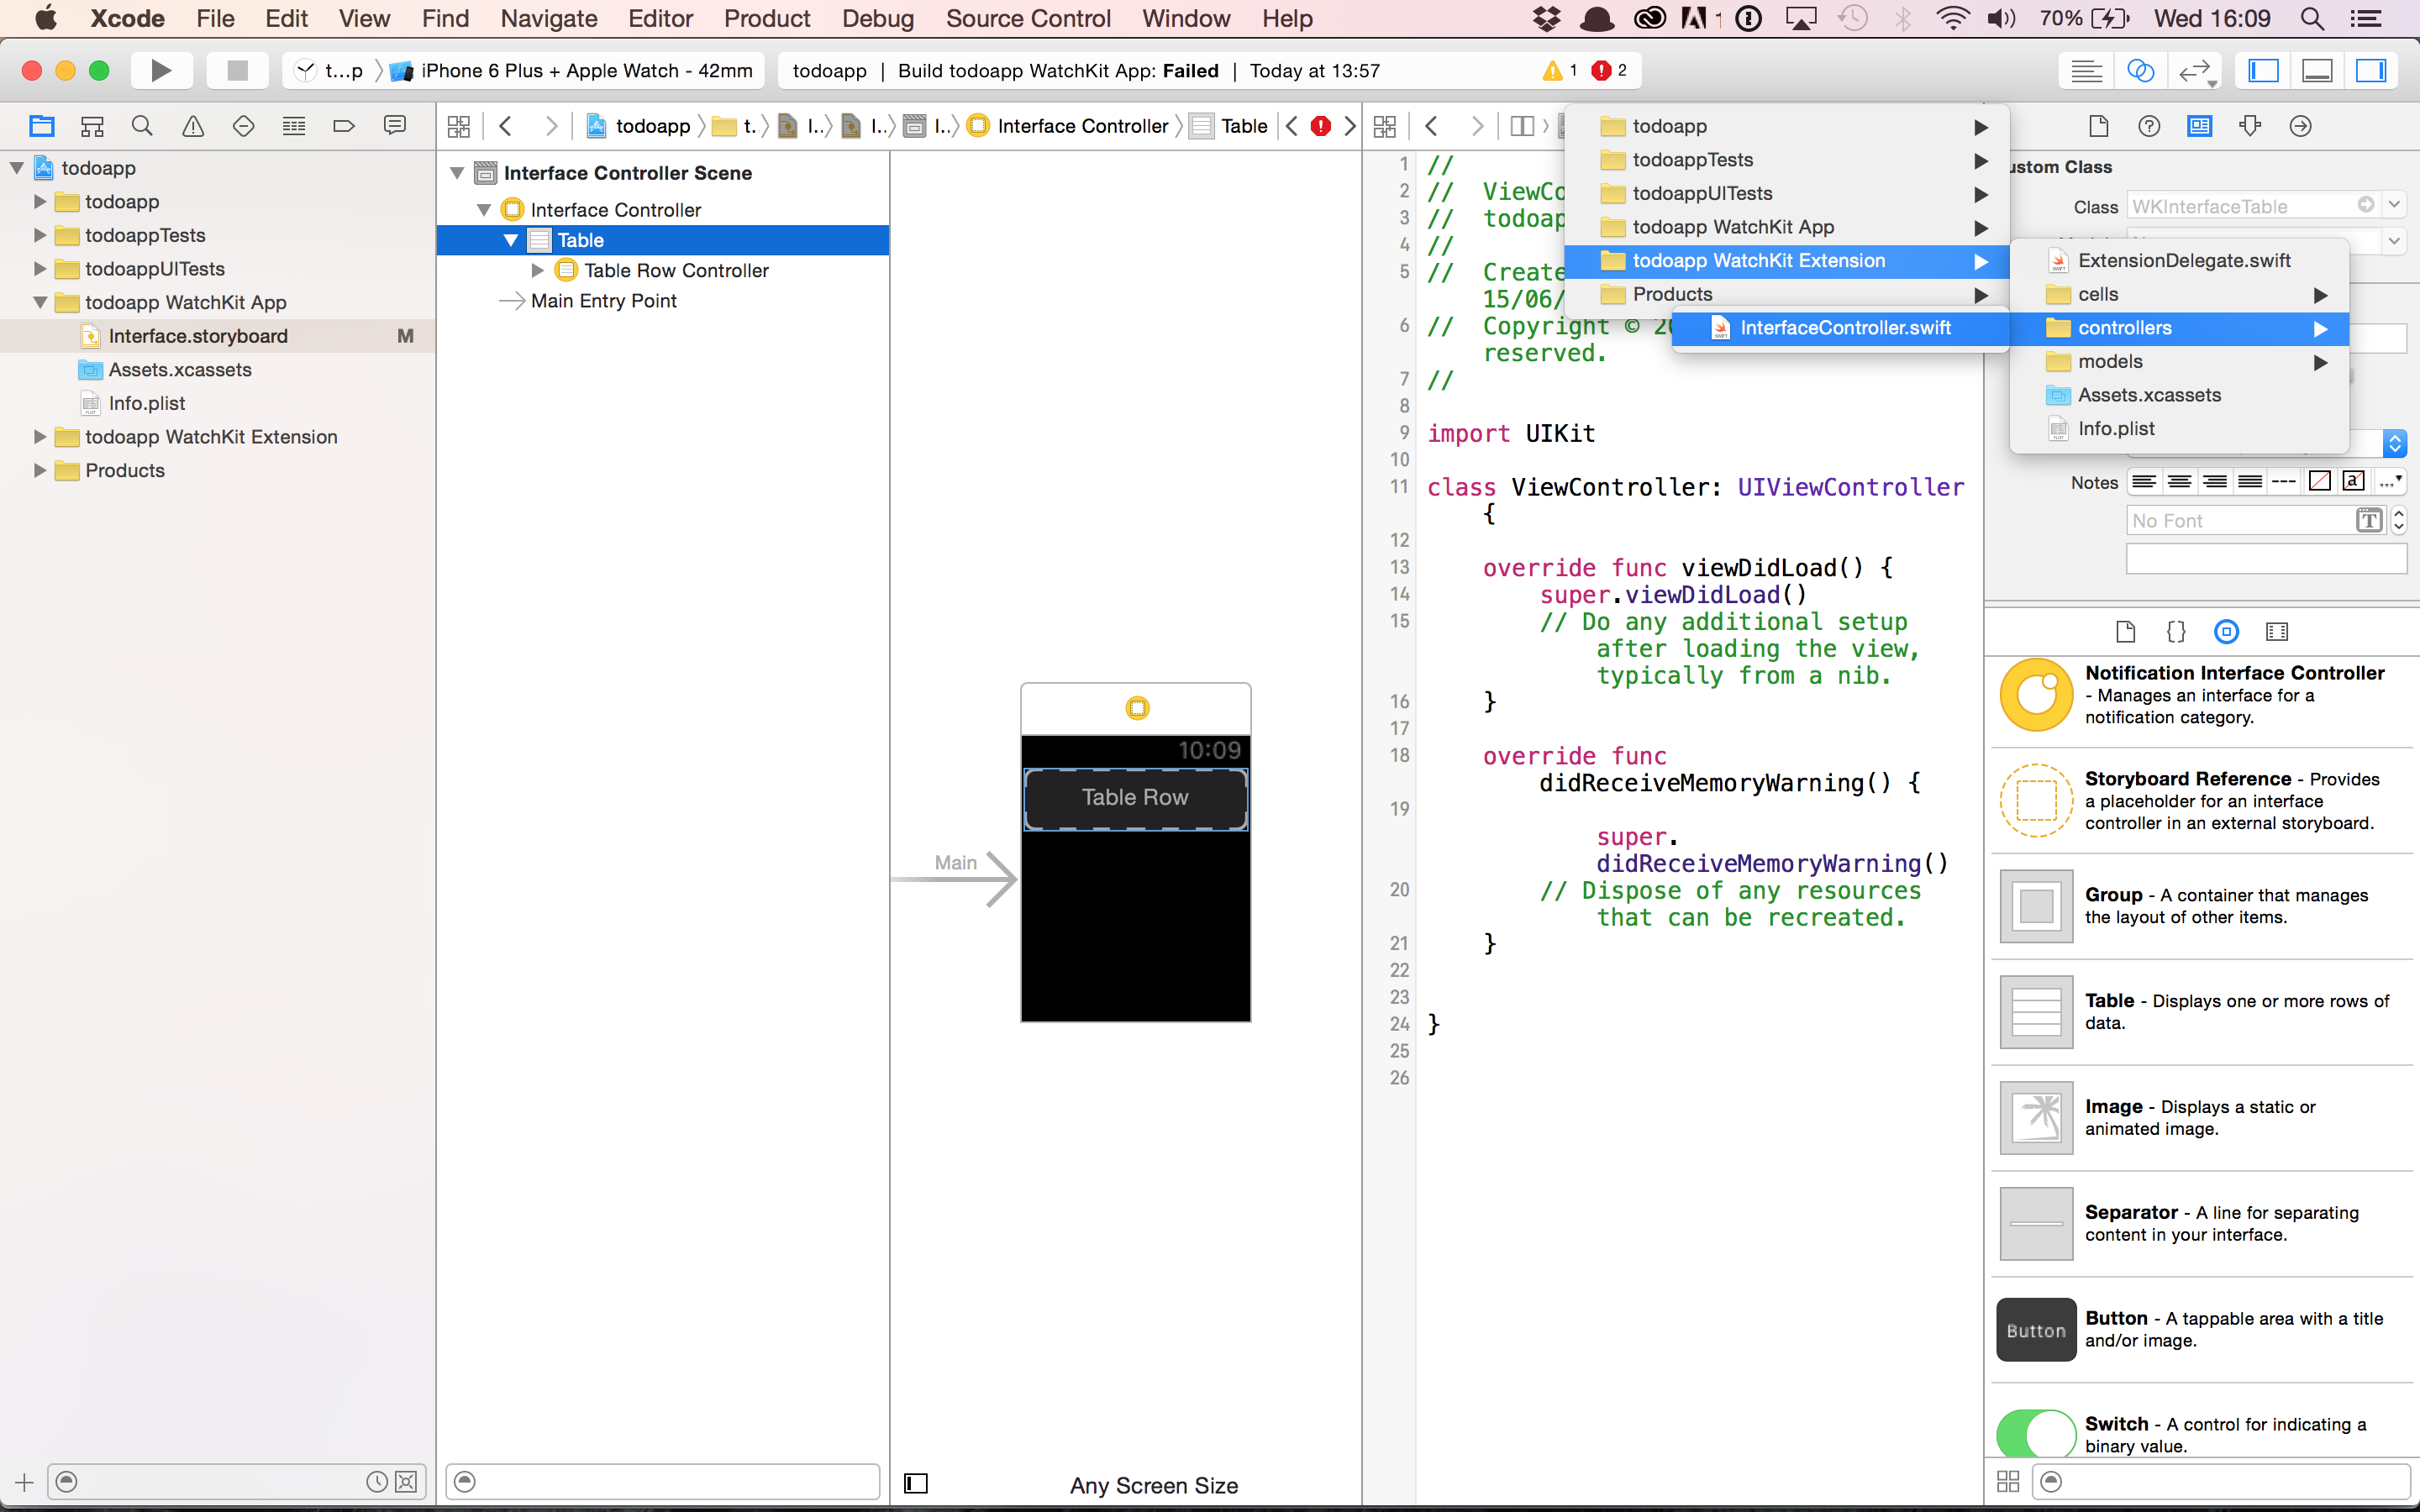 Xcode File Edit View Find Navigate Editor Product Debug Source Control Window Help 1 70% Wed 16:09
t...p iPhone 6 Plus + Apple Watch - 42mm
todoapp | Build todoapp WatchKit App: Failed | Today at 13:57 1 2
todoapp
todoapp
todoappTests
todoappUITests
todoapp WatchKit App
Interface.storyboard M
Assets.xcassets
Info.plist
todoapp WatchKit Extension
Products
todoapp t.. I.. I.. I.. Interface Controller Table
Interface Controller Scene
Interface Controller
Table
Table Row Controller
Main Entry Point
Main
10:09
Table Row
Any Screen Size
1 //
2 // ViewCo
3 // todoap
4 //
5 // Create
15/06/
6 // Copyright © 20
reserved.
7 //
8
9 import UIKit
10
11 class ViewController: UIViewController
{
12
13 override func viewDidLoad() {
14 super.viewDidLoad()
15 // Do any additional setup
after loading the view,
typically from a nib.
16 }
17
18 override func
didReceiveMemoryWarning() {
19
super.
didReceiveMemoryWarning()
20 // Dispose of any resources
that can be recreated.
21 }
22
23
24 }
25
26
todoapp
todoappTests
todoappUITests
todoapp WatchKit App
todoapp WatchKit Extension
Products
InterfaceController.swift
ExtensionDelegate.swift
cells
controllers
models
Assets.xcassets
Info.plist
ustom Class
Class WKInterfaceTable
Notes
No Font
Notification Interface Controller
- Manages an interface for a
notification category.
Storyboard Reference - Provides
a placeholder for an interface
controller in an external storyboard.
Group - A container that manages
the layout of other items.
Table - Displays one or more rows of
data.
Image - Displays a static or
animated image.
Separator - A line for separating
content in your interface.
Button
Button - A tappable area with a title
and/or image.
Switch - A control for indicating a
binary value.